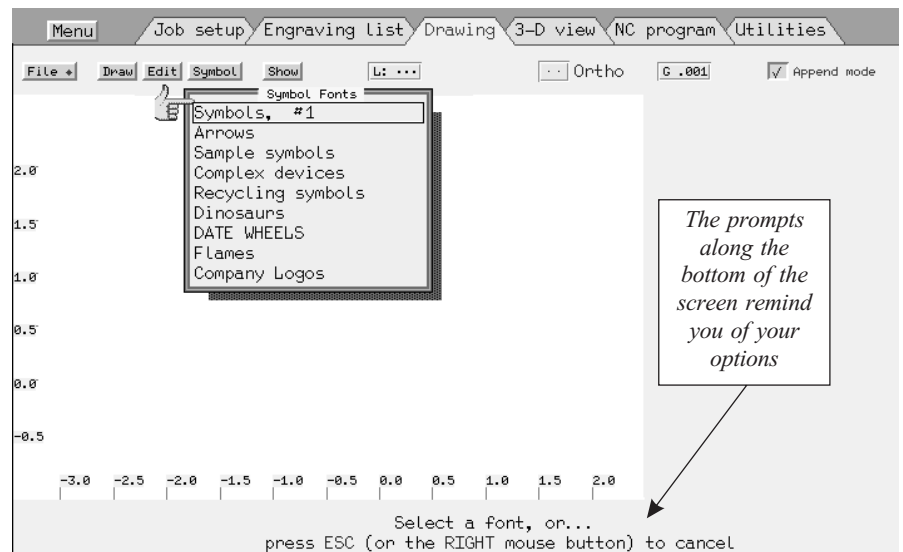 Menu Job setup Engraving list Drawing 3-D view NC program Utilities
File + Draw Edit Symbol Show L: ··· ·· Ortho G .001 √ Append mode
Symbol Fonts
Symbols, #1
Arrows
Sample symbols
Complex devices
Recycling symbols
Dinosaurs
DATE WHEELS
Flames
Company Logos
2.0
1.5
1.0
0.5
0.0
-0.5
-3.0 -2.5 -2.0 -1.5 -1.0 -0.5 0.0 0.5 1.0 1.5 2.0
The prompts
along the
bottom of the
screen remind
you of your
options
Select a font, or...
press ESC (or the RIGHT mouse button) to cancel